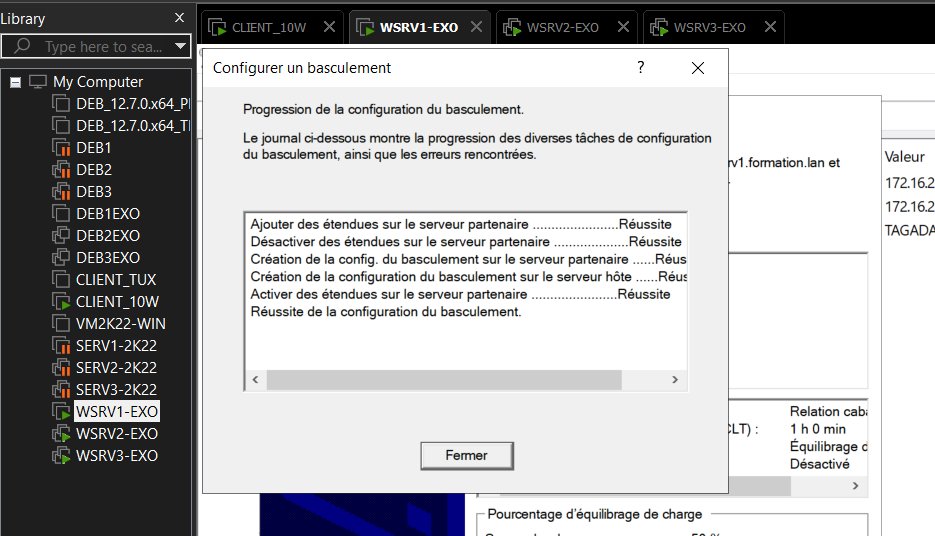 Library
Type here to sea...
My Computer
DEB_12.7.0.x64_P
DEB_12.7.0.x64_T
DEB1
DEB2
DEB3
DEB1EXO
DEB2EXO
DEB3EXO
CLIENT_TUX
CLIENT_10W
VM2K22-WIN
SERV1-2K22
SERV2-2K22
SERV3-2K22
WSRV1-EXO
WSRV2-EXO
WSRV3-EXO
CLIENT_10W
WSRV1-EXO
WSRV2-EXO
WSRV3-EXO
Configurer un basculement
Progression de la configuration du basculement.
Le journal ci-dessous montre la progression des diverses tâches de configuration
du basculement, ainsi que les erreurs rencontrées.
Ajouter des étendues sur le serveur partenaire .......................Réussite
Désactiver des étendues sur le serveur partenaire ....................Réussite
Création de la config. du basculement sur le serveur partenaire ......Réus
Création de la configuration du basculement sur le serveur hôte ......Réus
Activer des étendues sur le serveur partenaire .......................Réussite
Réussite de la configuration du basculement.
Fermer
rv1.formation.lan et
Valeur
172.16.2
172.16.2
TAGADA
Relation cab
CLT) : 1 h 0 min
Équilibrage d
Désactivé
Pourcentage d'équilibrage de charge